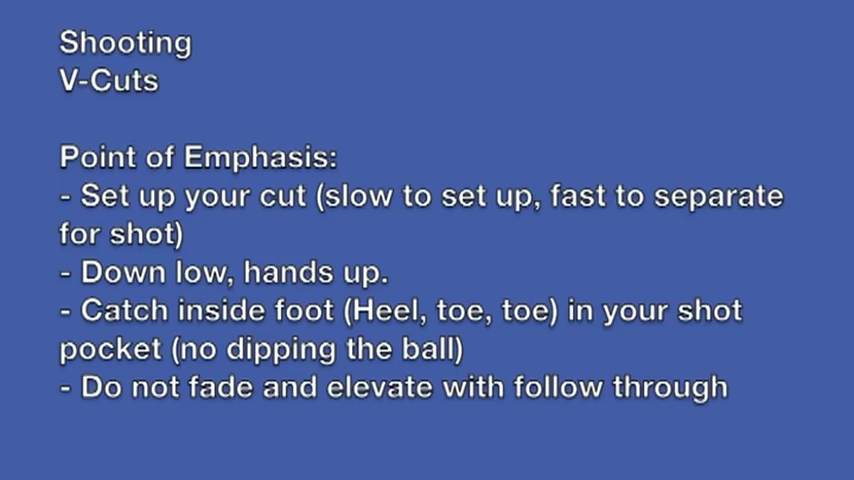 Shooting
V-Cuts
Point of Emphasis:
- Set up your cut (slow to set up, fast to separate
for shot)
- Down low, hands up.
- Catch inside foot (Heel, toe, toe) in your shot
pocket (no dipping the ball)
- Do not fade and elevate with follow through